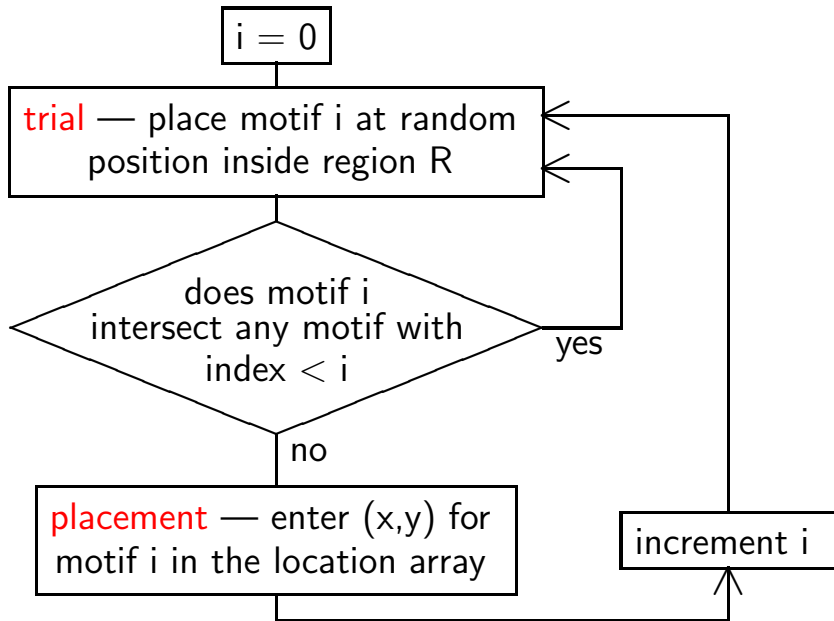 i = 0
trial — place motif i at random
position inside region R
does motif i
intersect any motif with
index < i
yes
no
placement — enter (x,y) for
motif i in the location array
increment i